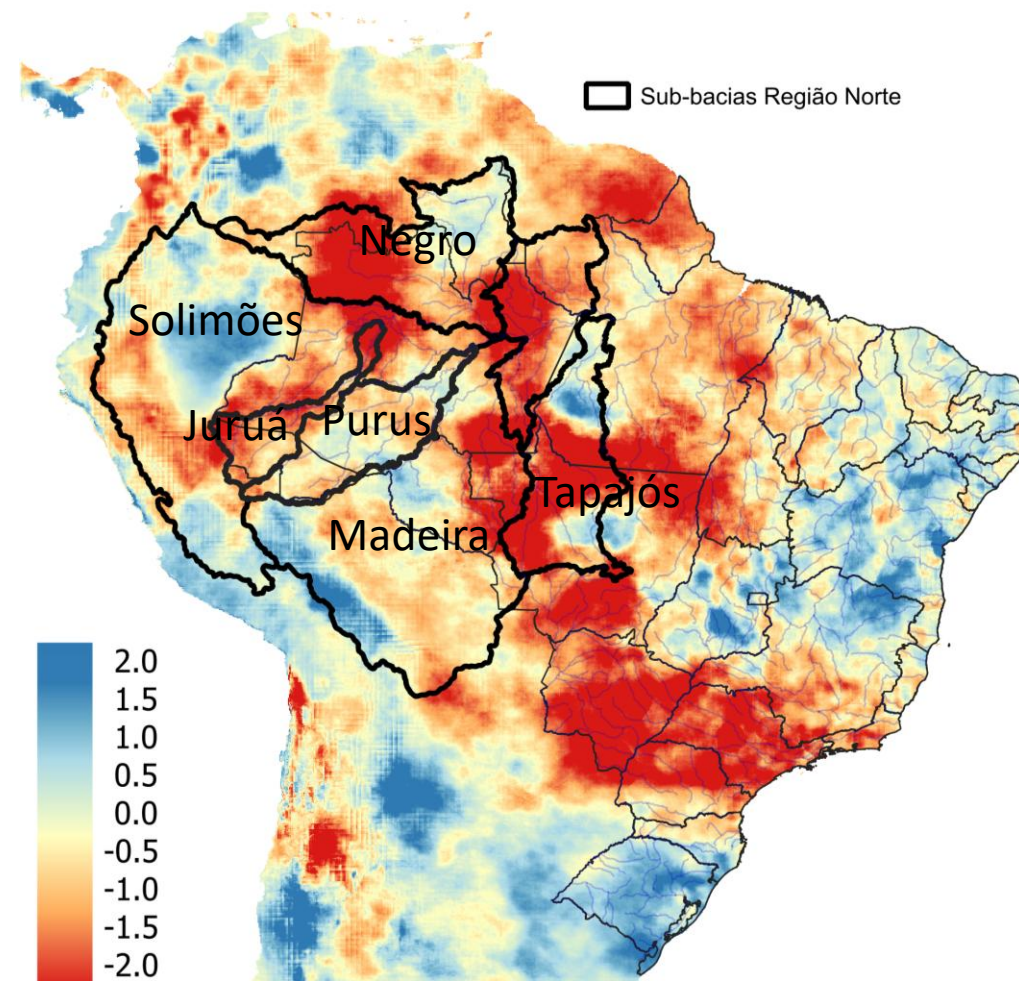 Sub-bacias Região Norte
Negro
Solimões
Juruá
Purus
Tapajós
Madeira
2.0
1.5
1.0
0.5
0.0
-0.5
-1.0
-1.5
-2.0